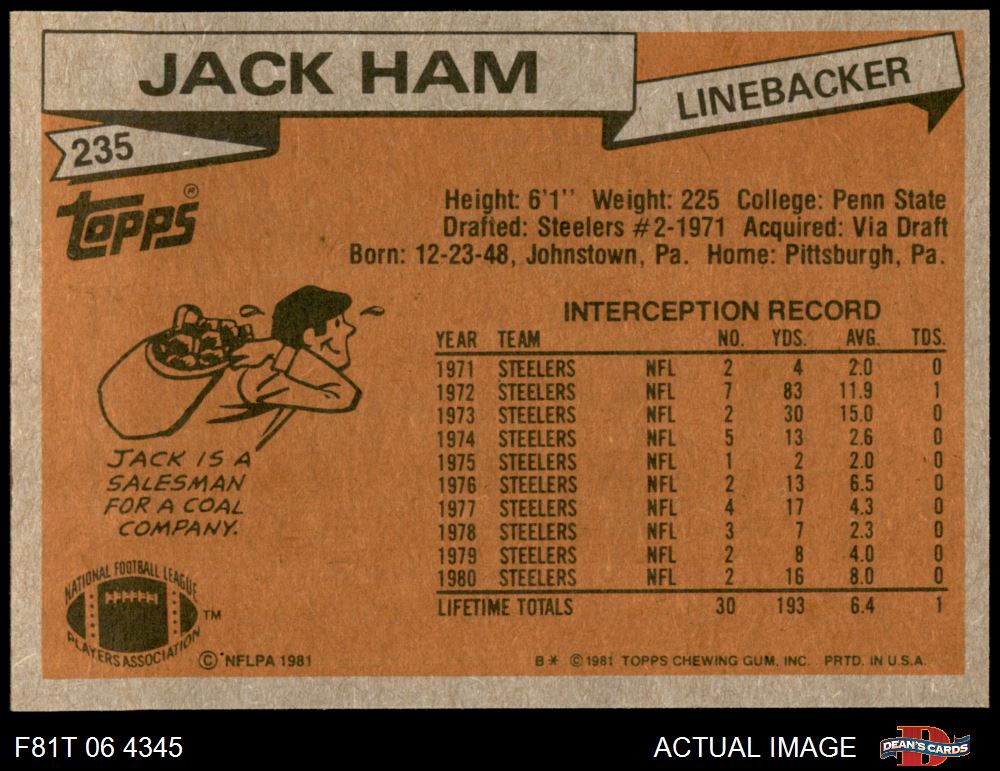 JACK HAM
LINEBACKER
235
Topps®
Height: 6'1'' Weight: 225 College: Penn State
Drafted: Steelers #2-1971 Acquired: Via Draft
Born: 12-23-48, Johnstown, Pa. Home: Pittsburgh, Pa.
INTERCEPTION RECORD
YEAR TEAM NO. YDS. AVG. TDS.
1971 STEELERS NFL 2 4 2.0 0
1972 STEELERS NFL 7 83 11.9 1
1973 STEELERS NFL 2 30 15.0 0
1974 STEELERS NFL 5 13 2.6 0
1975 STEELERS NFL 1 2 2.0 0
1976 STEELERS NFL 2 13 6.5 0
1977 STEELERS NFL 4 17 4.3 0
1978 STEELERS NFL 3 7 2.3 0
1979 STEELERS NFL 2 8 4.0 0
1980 STEELERS NFL 2 16 8.0 0
LIFETIME TOTALS 30 193 6.4 1
JACK IS A
SALESMAN
FOR A COAL
COMPANY.
NATIONAL FOOTBALL LEAGUE
PLAYERS ASSOCIATION
TM
© NFLPA 1981
B* © 1981 TOPPS CHEWING GUM, INC. PRTD. IN U.S.A.
F81T 06 4345
ACTUAL IMAGE
DEAN'S CARDS